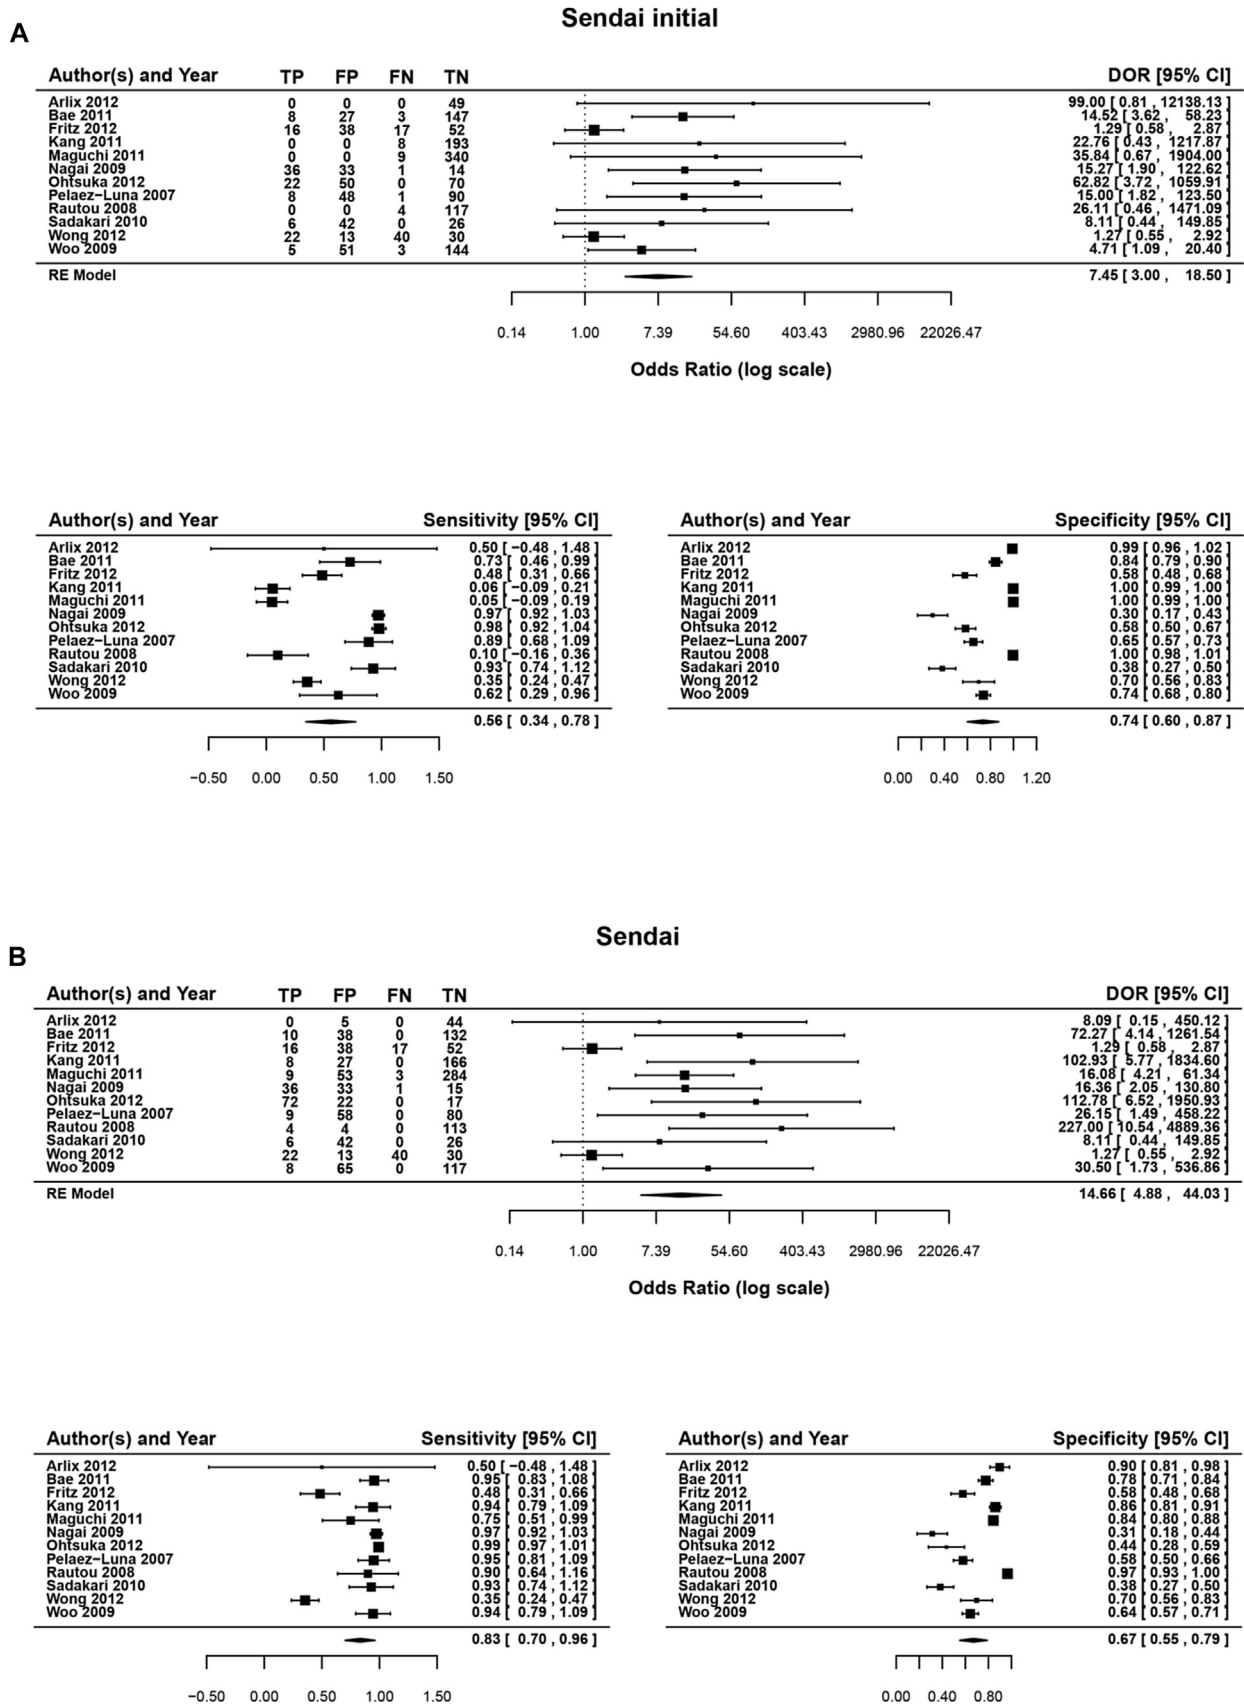 Sendai initial
A
Author(s) and Year TP FP FN TN DOR [95% CI]
Arlix 2012 0 0 0 49 99.00 [ 0.81 , 12138.13 ]
Bae 2011 8 27 3 147 14.52 [ 3.62 , 58.23 ]
Fritz 2012 16 38 17 52 1.29 [ 0.58 , 2.87 ]
Kang 2011 0 0 8 193 22.76 [ 0.43 , 1217.87 ]
Maguchi 2011 0 0 9 340 35.84 [ 0.67 , 1904.00 ]
Nagai 2009 36 33 1 14 15.27 [ 1.90 , 122.62 ]
Ohtsuka 2012 22 50 0 70 62.82 [ 3.72 , 1059.91 ]
Pelaez−Luna 2007 8 48 1 90 15.00 [ 1.82 , 123.50 ]
Rautou 2008 0 0 4 117 26.11 [ 0.46 , 1471.09 ]
Sadakari 2010 6 42 0 26 8.11 [ 0.44 , 149.85 ]
Wong 2012 22 13 40 30 1.27 [ 0.55 , 2.92 ]
Woo 2009 5 51 3 144 4.71 [ 1.09 , 20.40 ]
RE Model 7.45 [ 3.00 , 18.50 ]
0.14 1.00 7.39 54.60 403.43 2980.96 22026.47
Odds Ratio (log scale)
Author(s) and Year Sensitivity [95% CI]
Arlix 2012 0.50 [ −0.48 , 1.48 ]
Bae 2011 0.73 [ 0.46 , 0.99 ]
Fritz 2012 0.48 [ 0.31 , 0.66 ]
Kang 2011 0.06 [ −0.09 , 0.21 ]
Maguchi 2011 0.05 [ −0.09 , 0.19 ]
Nagai 2009 0.97 [ 0.92 , 1.03 ]
Ohtsuka 2012 0.98 [ 0.92 , 1.04 ]
Pelaez−Luna 2007 0.89 [ 0.68 , 1.09 ]
Rautou 2008 0.10 [ −0.16 , 0.36 ]
Sadakari 2010 0.93 [ 0.74 , 1.12 ]
Wong 2012 0.35 [ 0.24 , 0.47 ]
Woo 2009 0.62 [ 0.29 , 0.96 ]
0.56 [ 0.34 , 0.78 ]
−0.50 0.00 0.50 1.00 1.50
Author(s) and Year Specificity [95% CI]
Arlix 2012 0.99 [ 0.96 , 1.02 ]
Bae 2011 0.84 [ 0.79 , 0.90 ]
Fritz 2012 0.58 [ 0.48 , 0.68 ]
Kang 2011 1.00 [ 0.99 , 1.00 ]
Maguchi 2011 1.00 [ 0.99 , 1.00 ]
Nagai 2009 0.30 [ 0.17 , 0.43 ]
Ohtsuka 2012 0.58 [ 0.50 , 0.67 ]
Pelaez−Luna 2007 0.65 [ 0.57 , 0.73 ]
Rautou 2008 1.00 [ 0.98 , 1.01 ]
Sadakari 2010 0.38 [ 0.27 , 0.50 ]
Wong 2012 0.70 [ 0.56 , 0.83 ]
Woo 2009 0.74 [ 0.68 , 0.80 ]
0.74 [ 0.60 , 0.87 ]
0.00 0.40 0.80 1.20
Sendai
B
Author(s) and Year TP FP FN TN DOR [95% CI]
Arlix 2012 0 5 0 44 8.09 [ 0.15 , 450.12 ]
Bae 2011 10 38 0 132 72.27 [ 4.14 , 1261.54 ]
Fritz 2012 16 38 17 52 1.29 [ 0.58 , 2.87 ]
Kang 2011 8 27 0 166 102.93 [ 5.77 , 1834.60 ]
Maguchi 2011 9 53 3 284 16.08 [ 4.21 , 61.34 ]
Nagai 2009 36 33 1 15 16.36 [ 2.05 , 130.80 ]
Ohtsuka 2012 72 22 0 17 112.78 [ 6.52 , 1950.93 ]
Pelaez−Luna 2007 9 58 0 80 26.15 [ 1.49 , 458.22 ]
Rautou 2008 4 4 0 113 227.00 [ 10.54 , 4889.36 ]
Sadakari 2010 6 42 0 26 8.11 [ 0.44 , 149.85 ]
Wong 2012 22 13 40 30 1.27 [ 0.55 , 2.92 ]
Woo 2009 8 65 0 117 30.50 [ 1.73 , 536.86 ]
RE Model 14.66 [ 4.88 , 44.03 ]
0.14 1.00 7.39 54.60 403.43 2980.96 22026.47
Odds Ratio (log scale)
Author(s) and Year Sensitivity [95% CI]
Arlix 2012 0.50 [ −0.48 , 1.48 ]
Bae 2011 0.95 [ 0.83 , 1.08 ]
Fritz 2012 0.48 [ 0.31 , 0.66 ]
Kang 2011 0.94 [ 0.79 , 1.09 ]
Maguchi 2011 0.75 [ 0.51 , 0.99 ]
Nagai 2009 0.97 [ 0.92 , 1.03 ]
Ohtsuka 2012 0.99 [ 0.97 , 1.01 ]
Pelaez−Luna 2007 0.95 [ 0.81 , 1.09 ]
Rautou 2008 0.90 [ 0.64 , 1.16 ]
Sadakari 2010 0.93 [ 0.74 , 1.12 ]
Wong 2012 0.35 [ 0.24 , 0.47 ]
Woo 2009 0.94 [ 0.79 , 1.09 ]
0.83 [ 0.70 , 0.96 ]
−0.50 0.00 0.50 1.00 1.50
Author(s) and Year Specificity [95% CI]
Arlix 2012 0.90 [ 0.81 , 0.98 ]
Bae 2011 0.78 [ 0.71 , 0.84 ]
Fritz 2012 0.58 [ 0.48 , 0.68 ]
Kang 2011 0.86 [ 0.81 , 0.91 ]
Maguchi 2011 0.84 [ 0.80 , 0.88 ]
Nagai 2009 0.31 [ 0.18 , 0.44 ]
Ohtsuka 2012 0.44 [ 0.28 , 0.59 ]
Pelaez−Luna 2007 0.58 [ 0.50 , 0.66 ]
Rautou 2008 0.97 [ 0.93 , 1.00 ]
Sadakari 2010 0.38 [ 0.27 , 0.50 ]
Wong 2012 0.70 [ 0.56 , 0.83 ]
Woo 2009 0.64 [ 0.57 , 0.71 ]
0.67 [ 0.55 , 0.79 ]
0.00 0.40 0.80